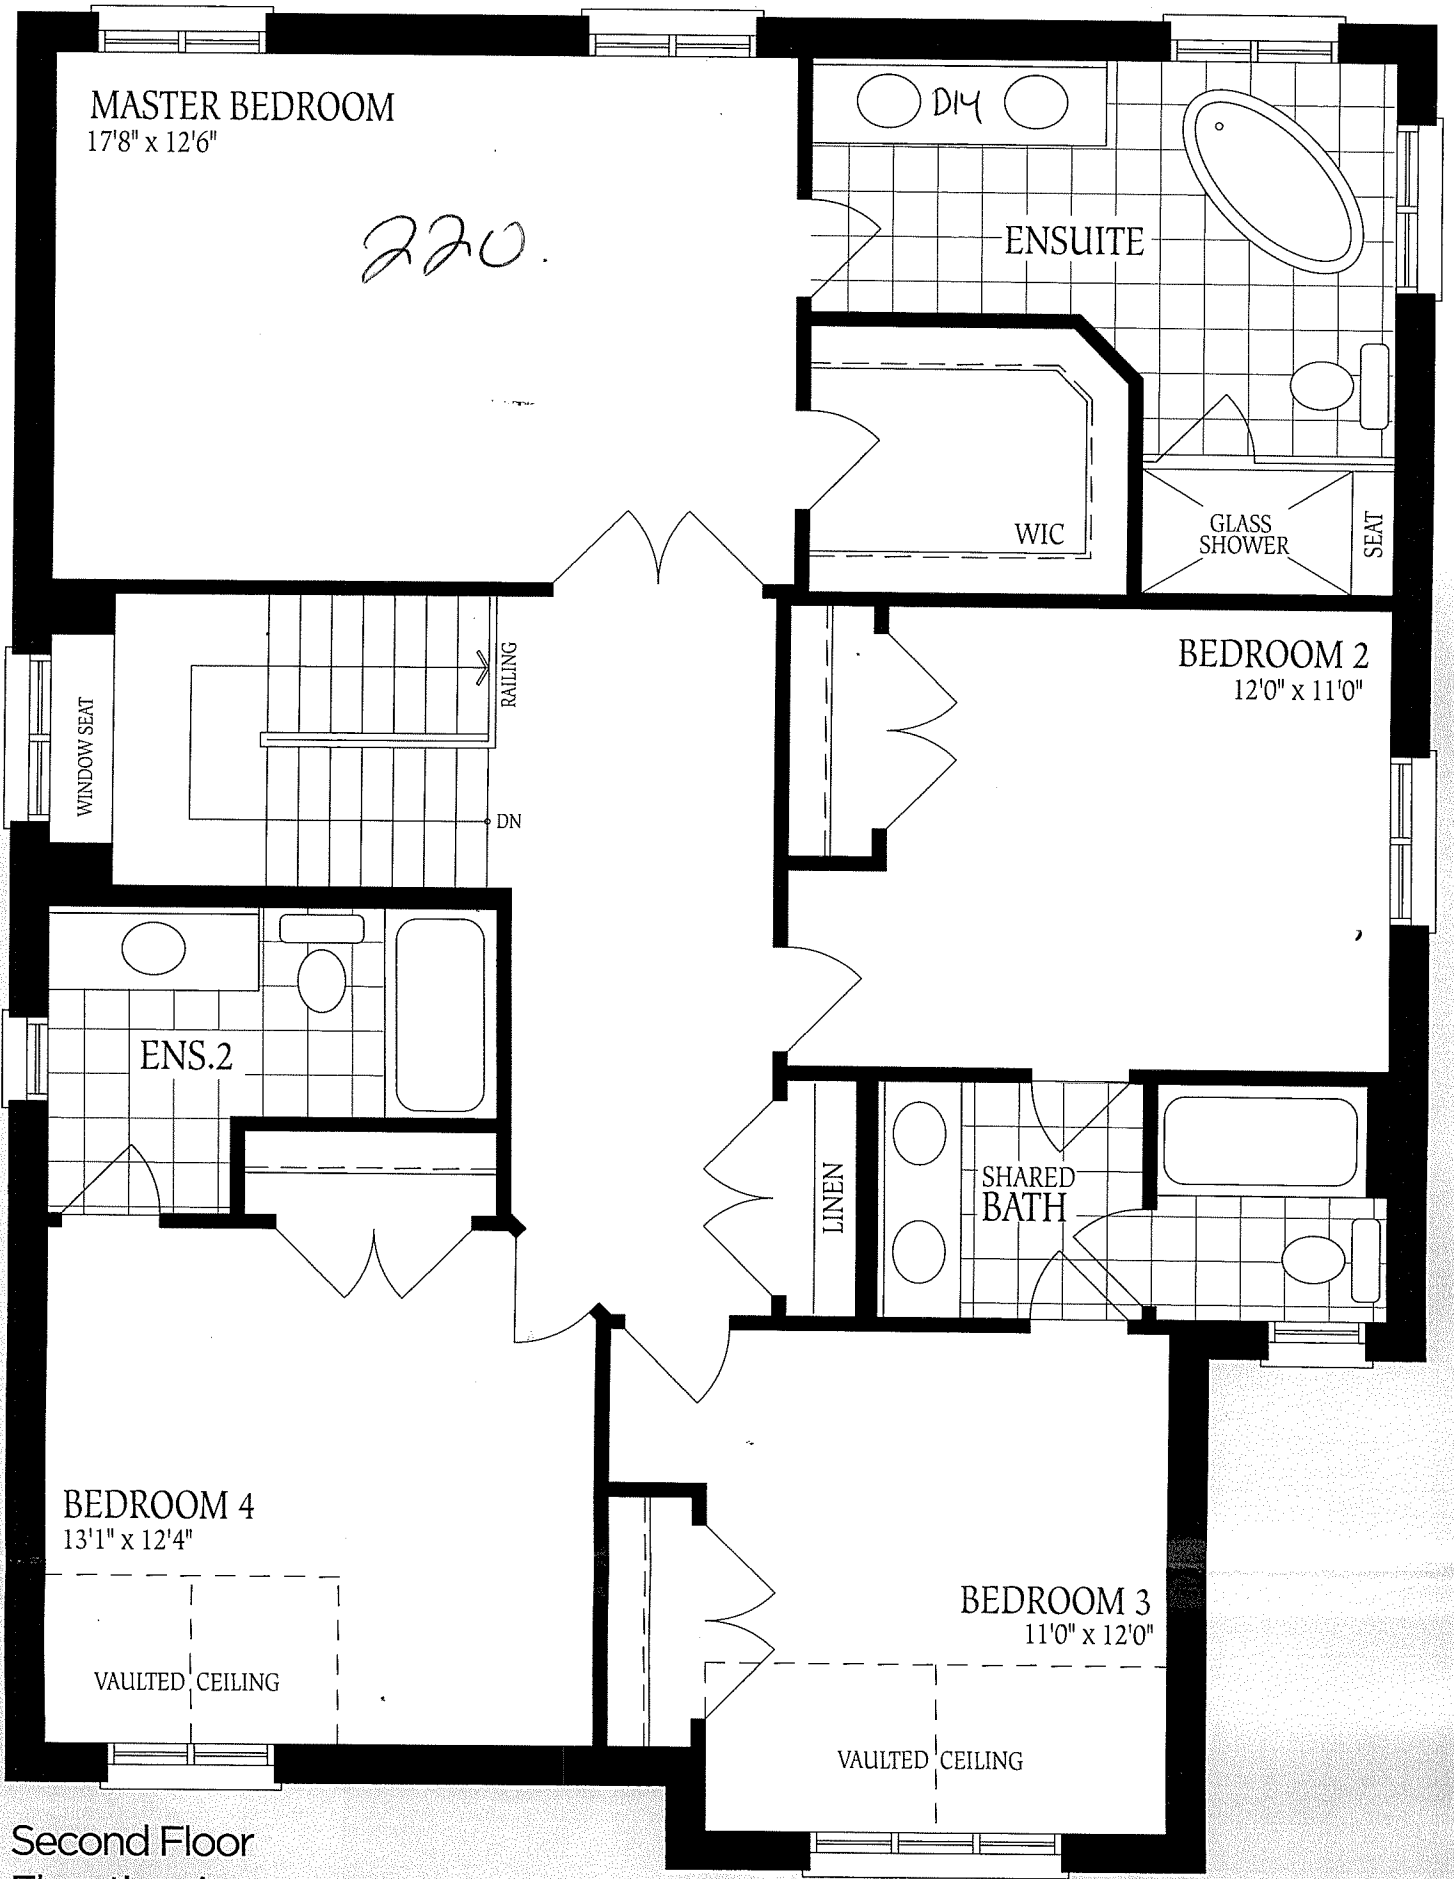 MASTER BEDROOM
17'8" x 12'6"
220.
DIY
ENSUITE
WIC
GLASS
SHOWER
SEAT
BEDROOM 2
12'0" x 11'0"
RAILING
WINDOW SEAT
DN
ENS.2
LINEN
SHARED
BATH
BEDROOM 4
13'1" x 12'4"
VAULTED CEILING
BEDROOM 3
11'0" x 12'0"
VAULTED CEILING
Second Floor